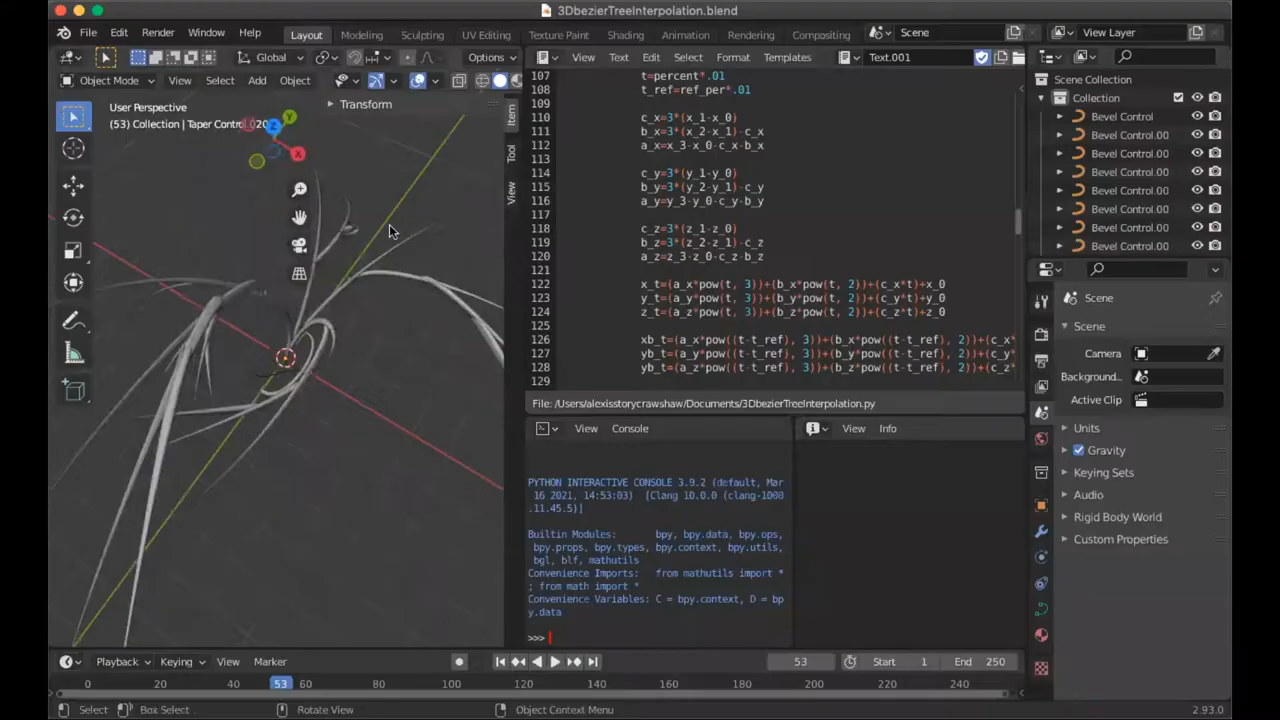 3DbezierTreeInterpolation.blend
File Edit Render Window Help Layout Modeling Sculpting UV Editing Texture Paint Shading Animation Rendering Compositing Scene View Layer
Global Options View Text Edit Select Format Templates Text.001
Object Mode View Select Add Object
User Perspective
(53) Collection | Taper Control.020
Transform
Item
Tool
View
X
Y
Z
107 t=percent*.01
108 t_ref=ref_per*.01
109
110 c_x=3*(x_1-x_0)
111 b_x=3*(x_2-x_1)-c_x
112 a_x=x_3-x_0-c_x-b_x
113
114 c_y=3*(y_1-y_0)
115 b_y=3*(y_2-y_1)-c_y
116 a_y=y_3-y_0-c_y-b_y
117
118 c_z=3*(z_1-z_0)
119 b_z=3*(z_2-z_1)-c_z
120 a_z=z_3-z_0-c_z-b_z
121
122 x_t=(a_x*pow(t, 3))+(b_x*pow(t, 2))+(c_x*t)+x_0
123 y_t=(a_y*pow(t, 3))+(b_y*pow(t, 2))+(c_y*t)+y_0
124 z_t=(a_z*pow(t, 3))+(b_z*pow(t, 2))+(c_z*t)+z_0
125
126 xb_t=(a_x*pow((t-t_ref), 3))+(b_x*pow((t-t_ref), 2))+(c_x*
127 yb_t=(a_y*pow((t-t_ref), 3))+(b_y*pow((t-t_ref), 2))+(c_y*
128 yb_t=(a_z*pow((t-t_ref), 3))+(b_z*pow((t-t_ref), 2))+(c_z*
129
File: /Users/alexisstorycrawshaw/Documents/3DbezierTreeInterpolation.py
View Console View Info
PYTHON INTERACTIVE CONSOLE 3.9.2 (default, Mar
16 2021, 14:53:03) [Clang 10.0.0 (clang-1000
.11.45.5)]
Builtin Modules: bpy, bpy.data, bpy.ops,
bpy.props, bpy.types, bpy.context, bpy.utils,
bgl, blf, mathutils
Convenience Imports: from mathutils import *
; from math import *
Convenience Variables: C = bpy.context, D = bp
y.data
>>>
Scene Collection
Collection
Bevel Control
Bevel Control.00
Bevel Control.00
Bevel Control.00
Bevel Control.00
Bevel Control.00
Bevel Control.00
Bevel Control.00
Scene
Scene
Camera
Background...
Active Clip
Units
Gravity
Keying Sets
Audio
Rigid Body World
Custom Properties
Playback Keying View Marker 53 Start 1 End 250
0 20 40 53 60 80 100 120 140 160 180 200 220 240
Select Box Select Rotate View Object Context Menu 2.93.0